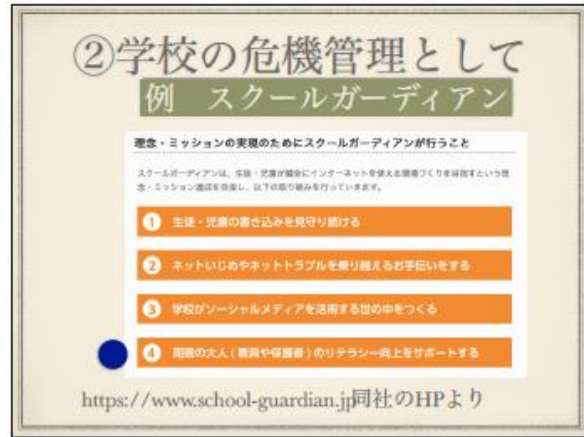 ②学校の危機管理として
例 スクールガーディアン
理念・ミッションの実現のためにスクールガーディアンが行うこと
スクールガーディアンは、生徒・児童が健全にインターネットを使える環境づくりを目指すという理
念・ミッション達成を目指し、以下の取り組みを行っていきます。
1 生徒・児童の書き込みを見守り続ける
2 ネットいじめやネットトラブルを乗り越えるお手伝いをする
3 学校がソーシャルメディアを活用する世の中をつくる
4 周囲の大人(教員や保護者)のリテラシー向上をサポートする
https://www.school-guardian.jp同社のHPより